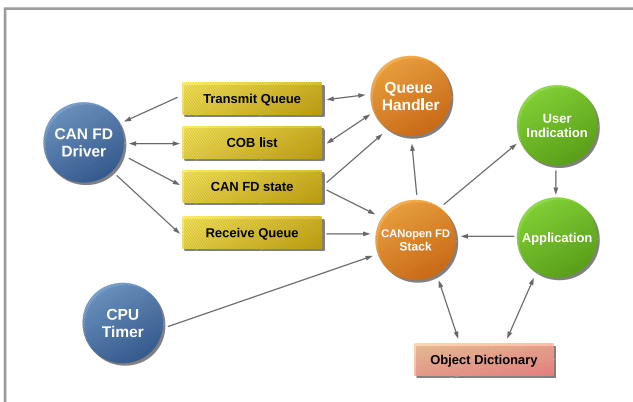 Transmit Queue
Queue
Handler
CAN FD
Driver
COB list
User
Indication
CAN FD state
Receive Queue
CANopen FD
Stack
Application
CPU
Timer
Object Dictionary